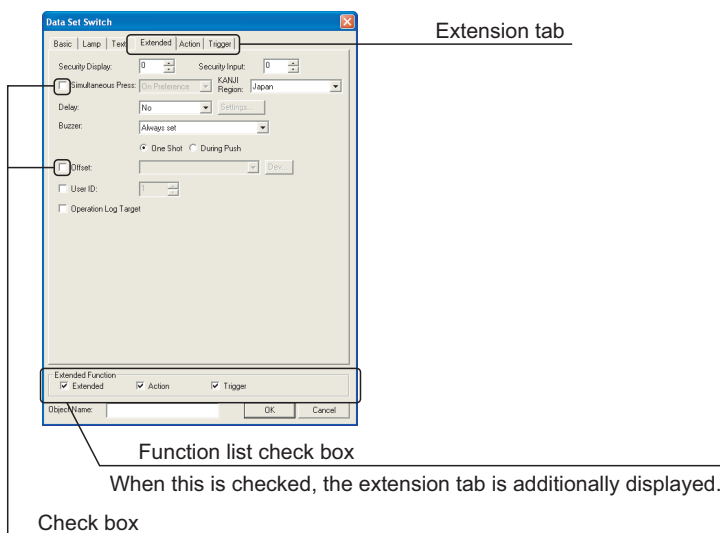 Data Set Switch
Extension tab
Basic Lamp Text Extended Action Trigger
Security Display: 0 Security Input: 0
Simultaneous Press: On Preference KANJI Region: Japan
Delay: No Settings...
Buzzer: Always set
One Shot During Push
Offset: Dev...
User ID: 1
Operation Log Target
Extended Function
Extended Action Trigger
Object Name: OK Cancel
Function list check box
When this is checked, the extension tab is additionally displayed.
Check box